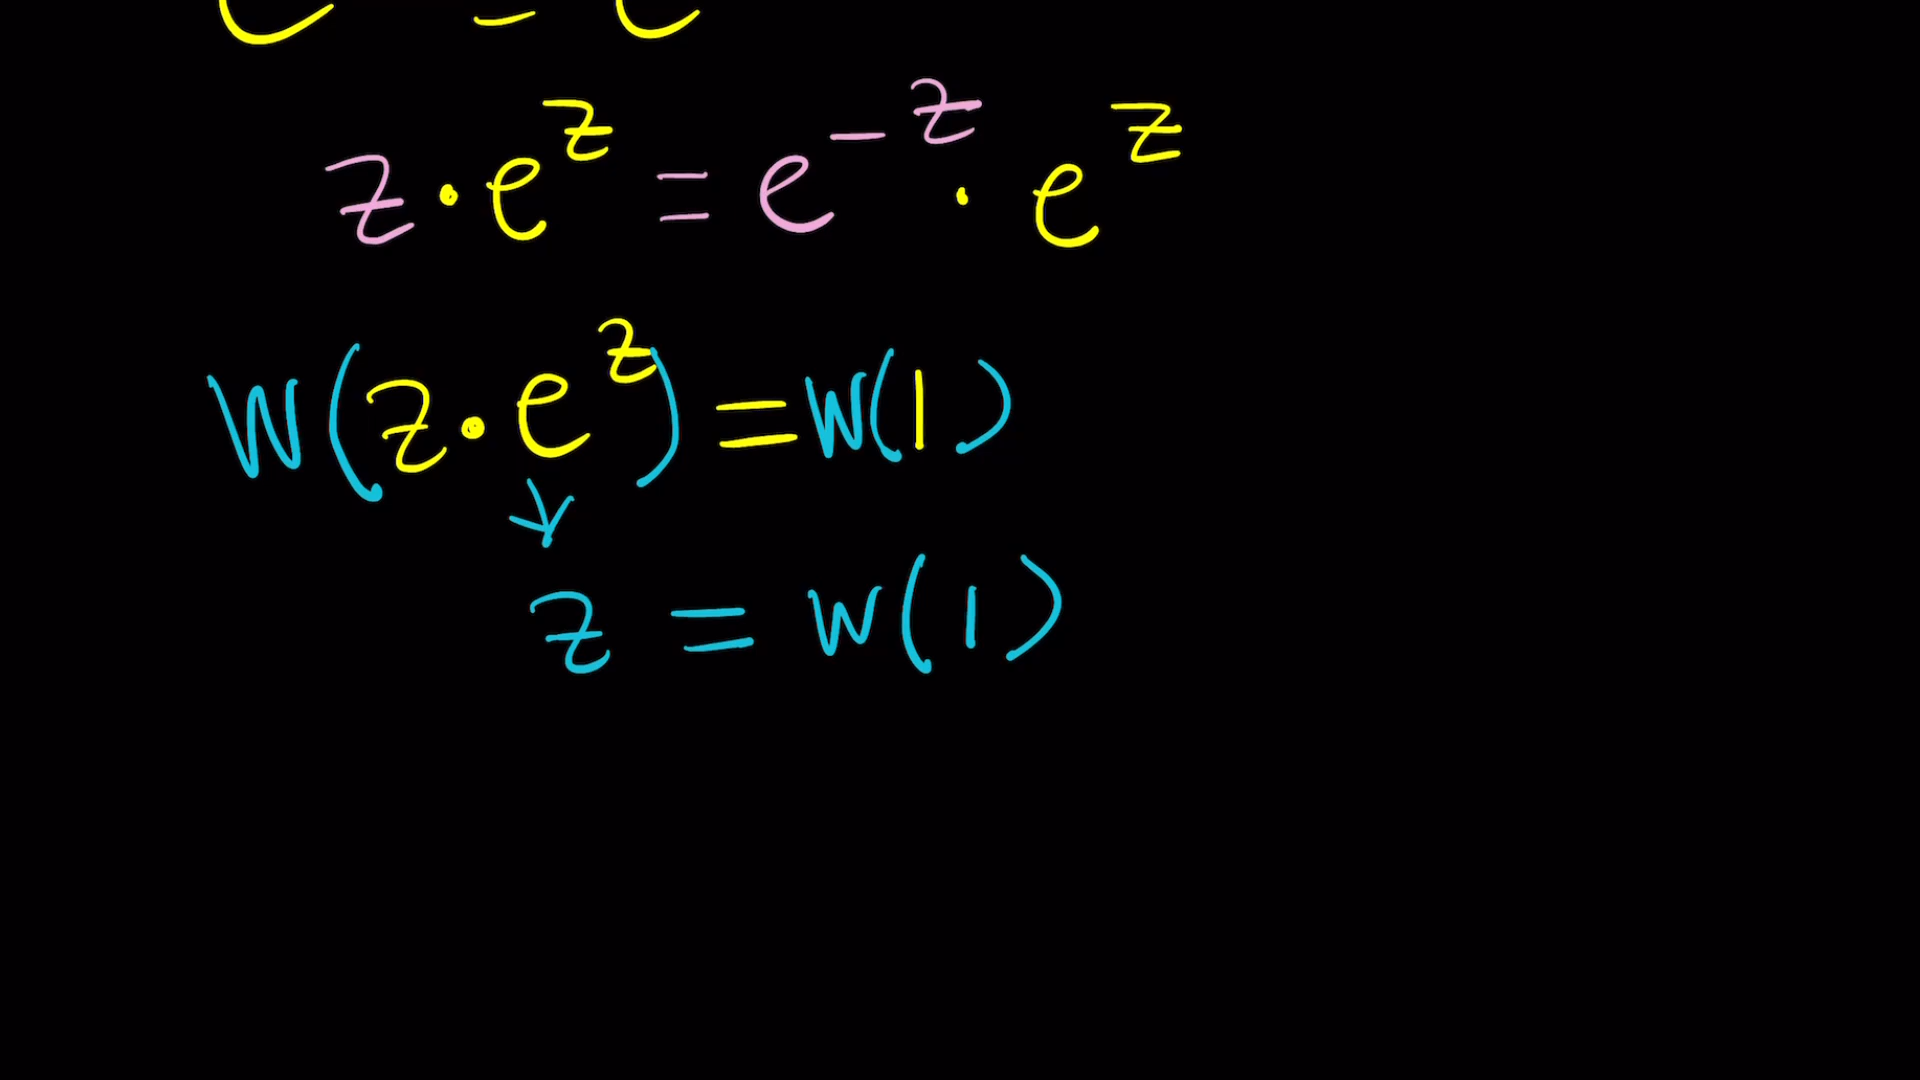 z · e^z = e^-z · e^z
W(z · e^z) = W(1)
↓
z = W(1)